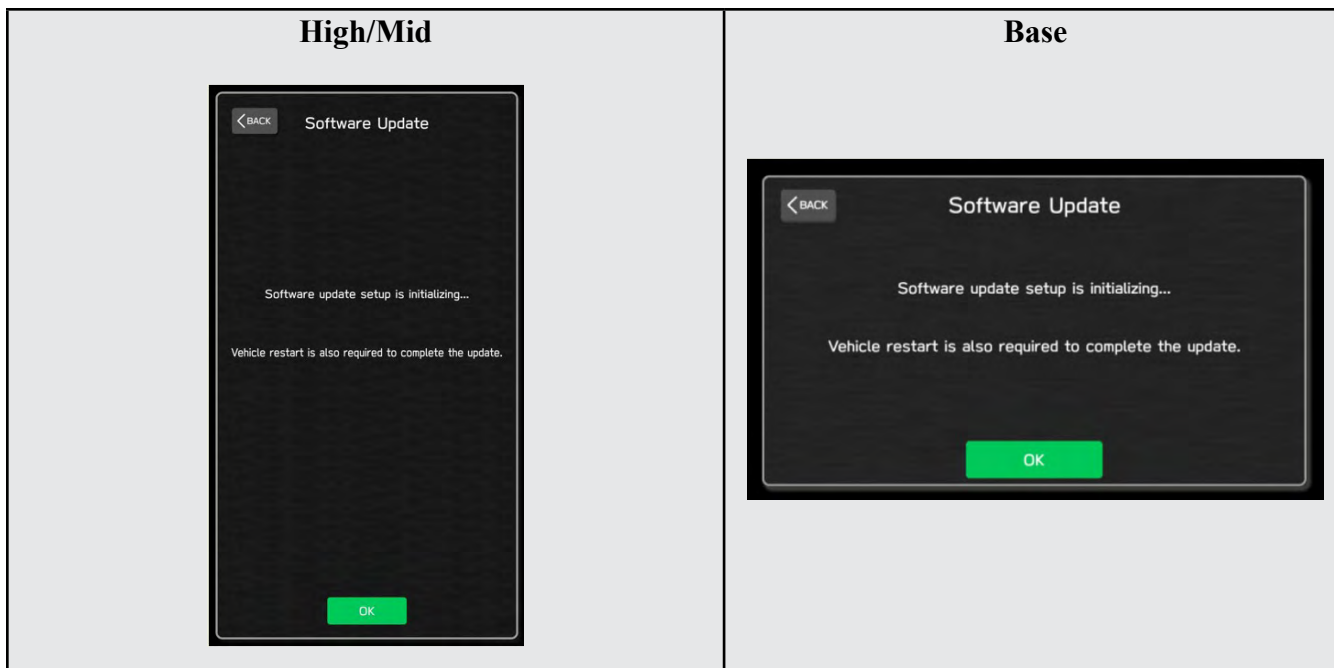 High/Mid
BACK
Software Update
Software update setup is initializing...
Vehicle restart is also required to complete the update.
OK
Base
BACK
Software Update
Software update setup is initializing...
Vehicle restart is also required to complete the update.
OK